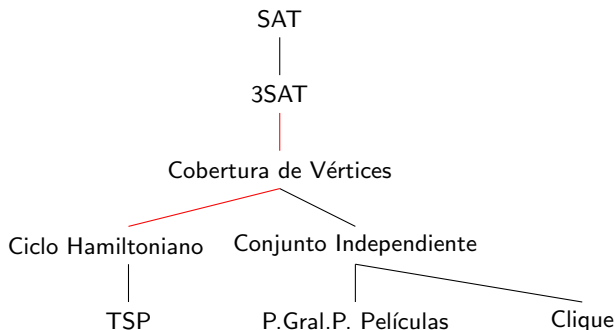 SAT
3SAT
Cobertura de Vértices
Ciclo Hamiltoniano
Conjunto Independiente
TSP
P.Gral.P. Películas
Clique